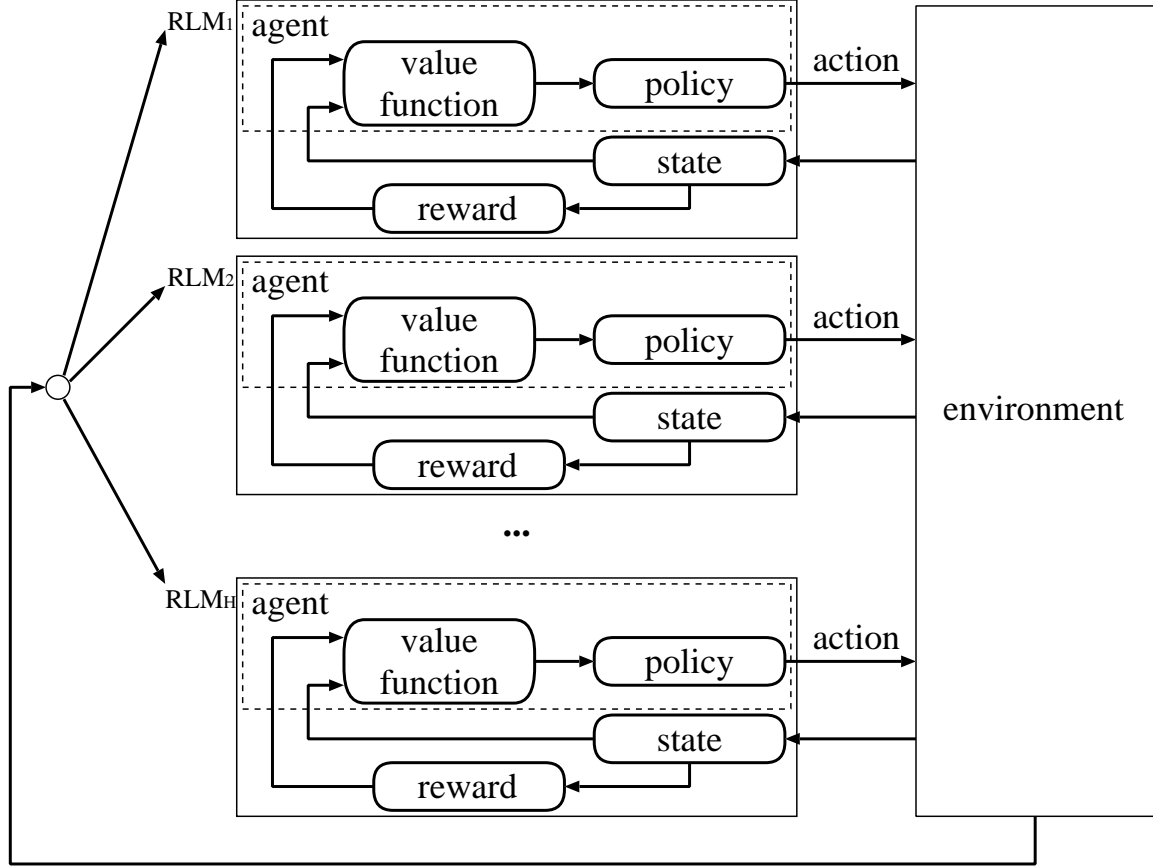 RLM1
agent
value
function
policy
action
state
reward
RLM2
agent
value
function
policy
action
state
reward
environment
...
RLMH
agent
value
function
policy
action
state
reward